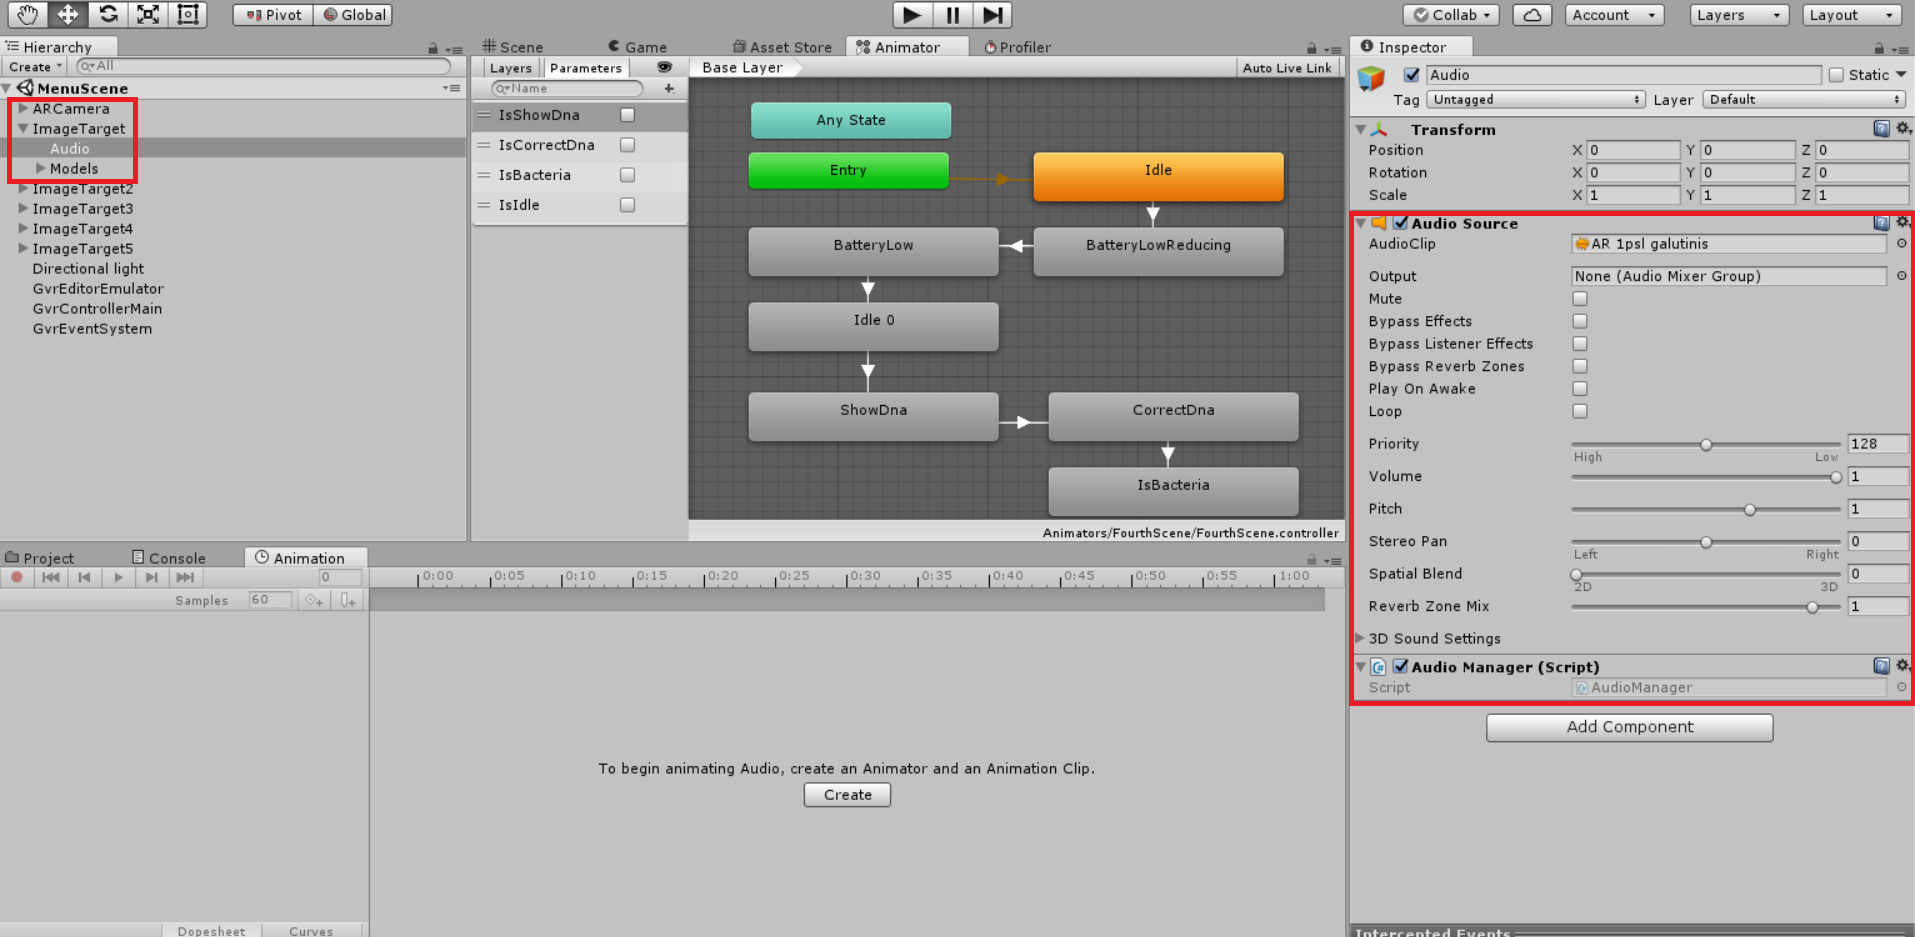 Pivot Global Collab Account Layers Layout
Hierarchy
Create All
MenuScene
ARCamera
ImageTarget
Audio
Models
ImageTarget2
ImageTarget3
ImageTarget4
ImageTarget5
Directional light
GvrEditorEmulator
GvrControllerMain
GvrEventSystem
Scene Game Asset Store Animator Profiler
Layers Parameters Base Layer Auto Live Link
Name
IsShowDna
IsCorrectDna
IsBacteria
IsIdle
Any State
Entry Idle
BatteryLow BatteryLowReducing
Idle 0
ShowDna CorrectDna
IsBacteria
Animators/FourthScene/FourthScene.controller
Project Console Animation
0 0:00 0:05 0:10 0:15 0:20 0:25 0:30 0:35 0:40 0:45 0:50 0:55 1:00
Samples 60
To begin animating Audio, create an Animator and an Animation Clip.
Create
Dopesheet Curves
Inspector
Audio Static
Tag Untagged Layer Default
Transform
Position X 0 Y 0 Z 0
Rotation X 0 Y 0 Z 0
Scale X 1 Y 1 Z 1
Audio Source
AudioClip AR 1psl galutinis
Output None (Audio Mixer Group)
Mute
Bypass Effects
Bypass Listener Effects
Bypass Reverb Zones
Play On Awake
Loop
Priority 128
High Low
Volume 1
Pitch 1
Stereo Pan 0
Left Right
Spatial Blend 0
2D 3D
Reverb Zone Mix 1
3D Sound Settings
Audio Manager (Script)
Script AudioManager
Add Component
Intercepted Events